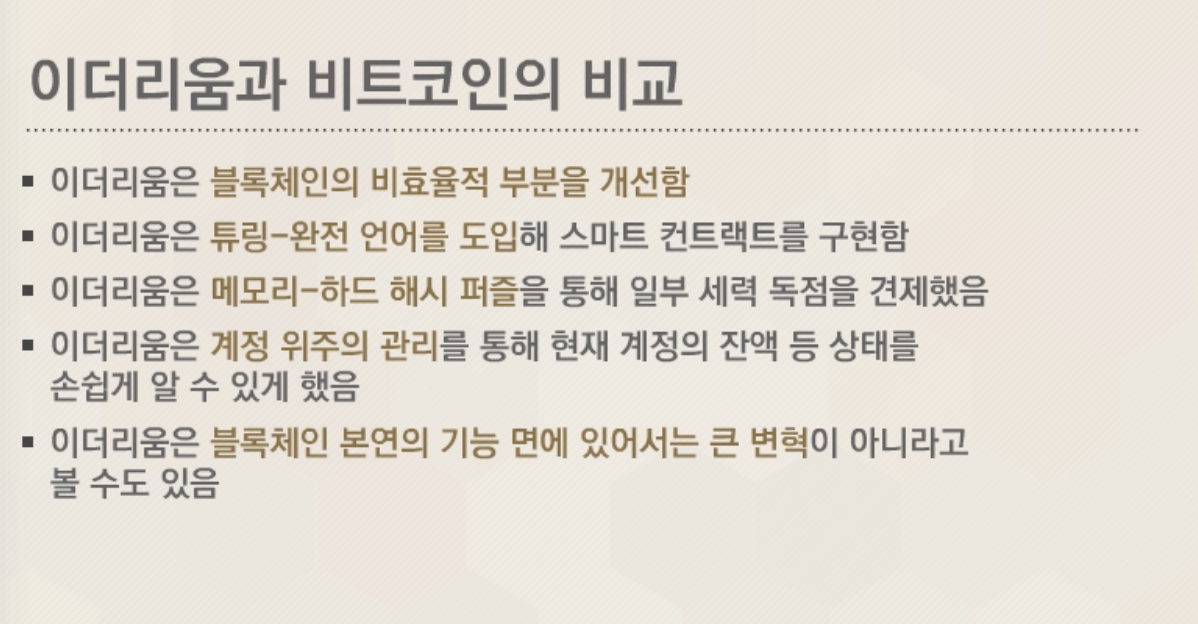 이더리움과 비트코인의 비교
▪ 이더리움은 블록체인의 비효율적 부분을 개선함
▪ 이더리움은 튜링-완전 언어를 도입해 스마트 컨트랙트를 구현함
▪ 이더리움은 메모리-하드 해시 퍼즐을 통해 일부 세력 독점을 견제했음
▪ 이더리움은 계정 위주의 관리를 통해 현재 계정의 잔액 등 상태를
손쉽게 알 수 있게 했음
▪ 이더리움은 블록체인 본연의 기능 면에 있어서는 큰 변혁이 아니라고
볼 수도 있음